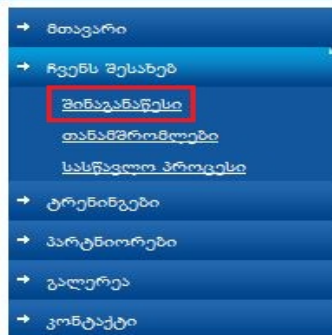 მთავარი
ჩვენს შესახებ
შინაგანაწესი
თანამშრომლები
სასწავლო პროცესი
ტრენინგები
პარტნიორები
გალერეა
კონტაქტი